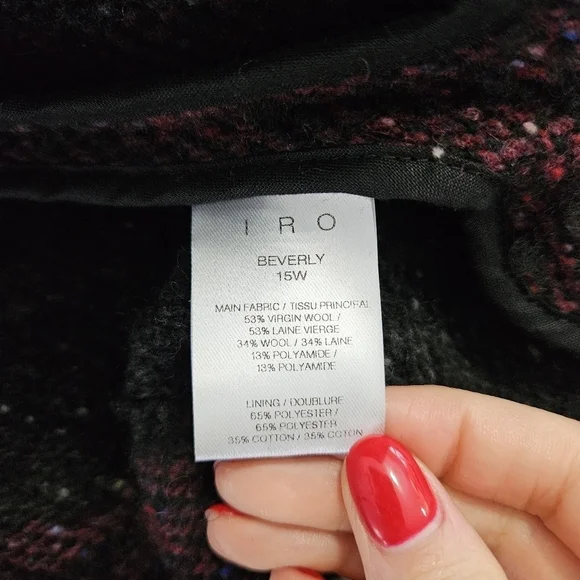 IRO
BEVERLY
15W
MAIN FABRIC / TISSU PRINCIPAL
53% VIRGIN WOOL /
53% LAINE VIERGE
34% WOOL / 34% LAINE
13% POLYAMIDE /
13% POLYAMIDE
LINING / DOUBLURE
65% POLYESTER /
65% POLYESTER
35% COTTON / 35% COTON